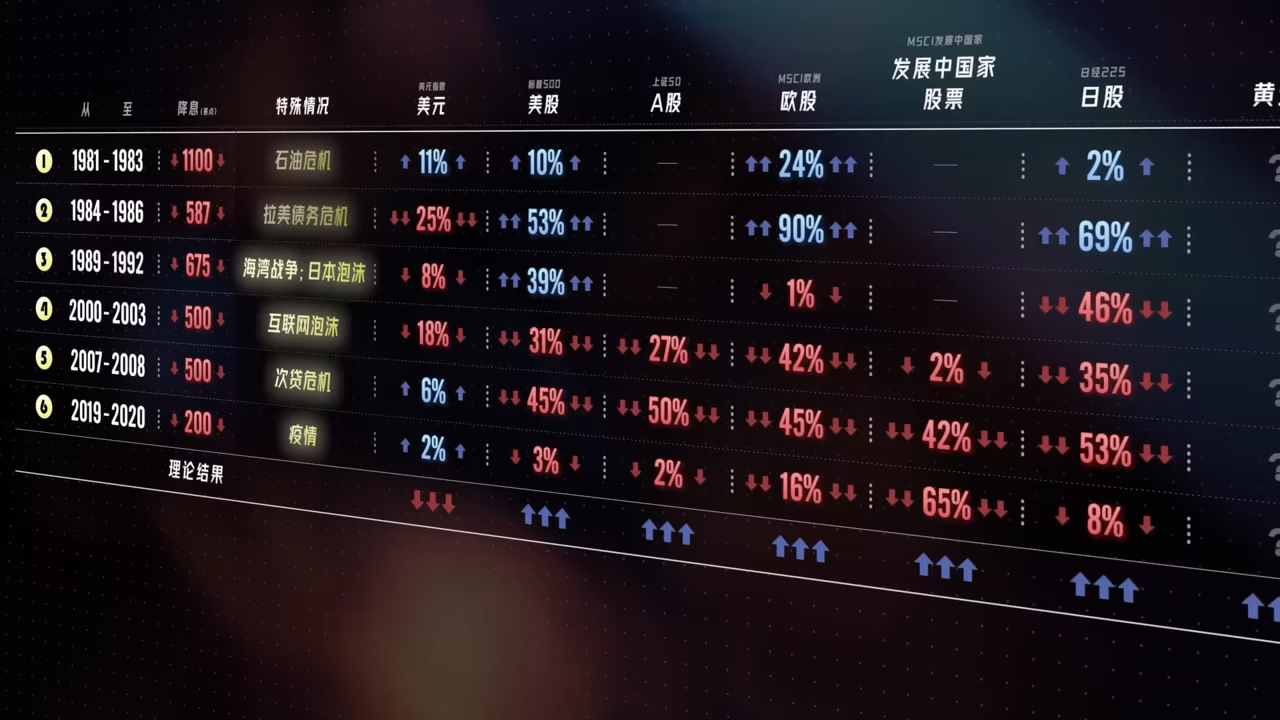 从 至 降息(基点) 特殊情况 美元指数 美元 标普500 美股 上证50 A股 MSCI欧洲 欧股 MSCI发展中国家 发展中国家 股票 日经225 日股 黄
1 1981-1983 ↓1100↓ 石油危机 ↑ 11% ↑ ↑ 10% ↑ — ↑↑ 24% ↑↑ — ↑ 2% ↑ ?
2 1984-1986 ↓587↓ 拉美债务危机 ↓↓ 25% ↓↓ ↑↑ 53% ↑↑ — ↑↑ 90% ↑↑ — ↑↑ 69% ↑↑ ?
3 1989-1992 ↓675↓ 海湾战争;日本泡沫 ↓ 8% ↓ ↑↑ 39% ↑↑ — ↓ 1% ↓ — ↓↓ 46% ↓↓ ?
4 2000-2003 ↓500↓ 互联网泡沫 ↓ 18% ↓ ↓↓ 31% ↓↓ ↓↓ 27% ↓↓ ↓↓ 42% ↓↓ ↓ 2% ↓ ↓↓ 35% ↓↓ ?
5 2007-2008 ↓500↓ 次贷危机 ↑ 6% ↑ ↓↓ 45% ↓↓ ↓↓ 50% ↓↓ ↓↓ 45% ↓↓ ↓↓ 42% ↓↓ ↓↓ 53% ↓↓ ?
6 2019-2020 ↓200↓ 疫情 ↑ 2% ↑ ↓ 3% ↓ ↓ 2% ↓ ↓↓ 16% ↓↓ ↓↓ 65% ↓↓ ↓ 8% ↓ ?
理论结果 ↓↓↓ ↑↑↑ ↑↑↑ ↑↑↑ ↑↑↑ ↑↑↑ ↑↑